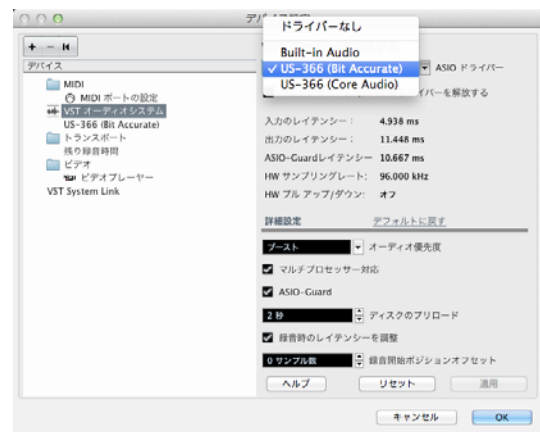 デバイス設定
ドライバーなし
Built-in Audio
✓ US-366 (Bit Accurate)
US-366 (Core Audio)
ASIO ドライバー
イバーを解放する
+ −
デバイス
MIDI
MIDI ポートの設定
VST オーディオシステム
US-366 (Bit Accurate)
トランスポート
残り録音時間
ビデオ
ビデオプレーヤー
VST System Link
入力のレイテンシー: 4.938 ms
出力のレイテンシー: 11.448 ms
ASIO-Guardレイテンシー 10.667 ms
HW サンプリングレート: 96.000 kHz
HW プル アップ/ダウン: オフ
詳細設定 デフォルトに戻す
ブースト オーディオ優先度
マルチプロセッサー対応
ASIO-Guard
2 秒 ディスクのプリロード
録音時のレイテンシーを調整
0 サンプル数 録音開始ポジションオフセット
ヘルプ リセット 適用
キャンセル OK